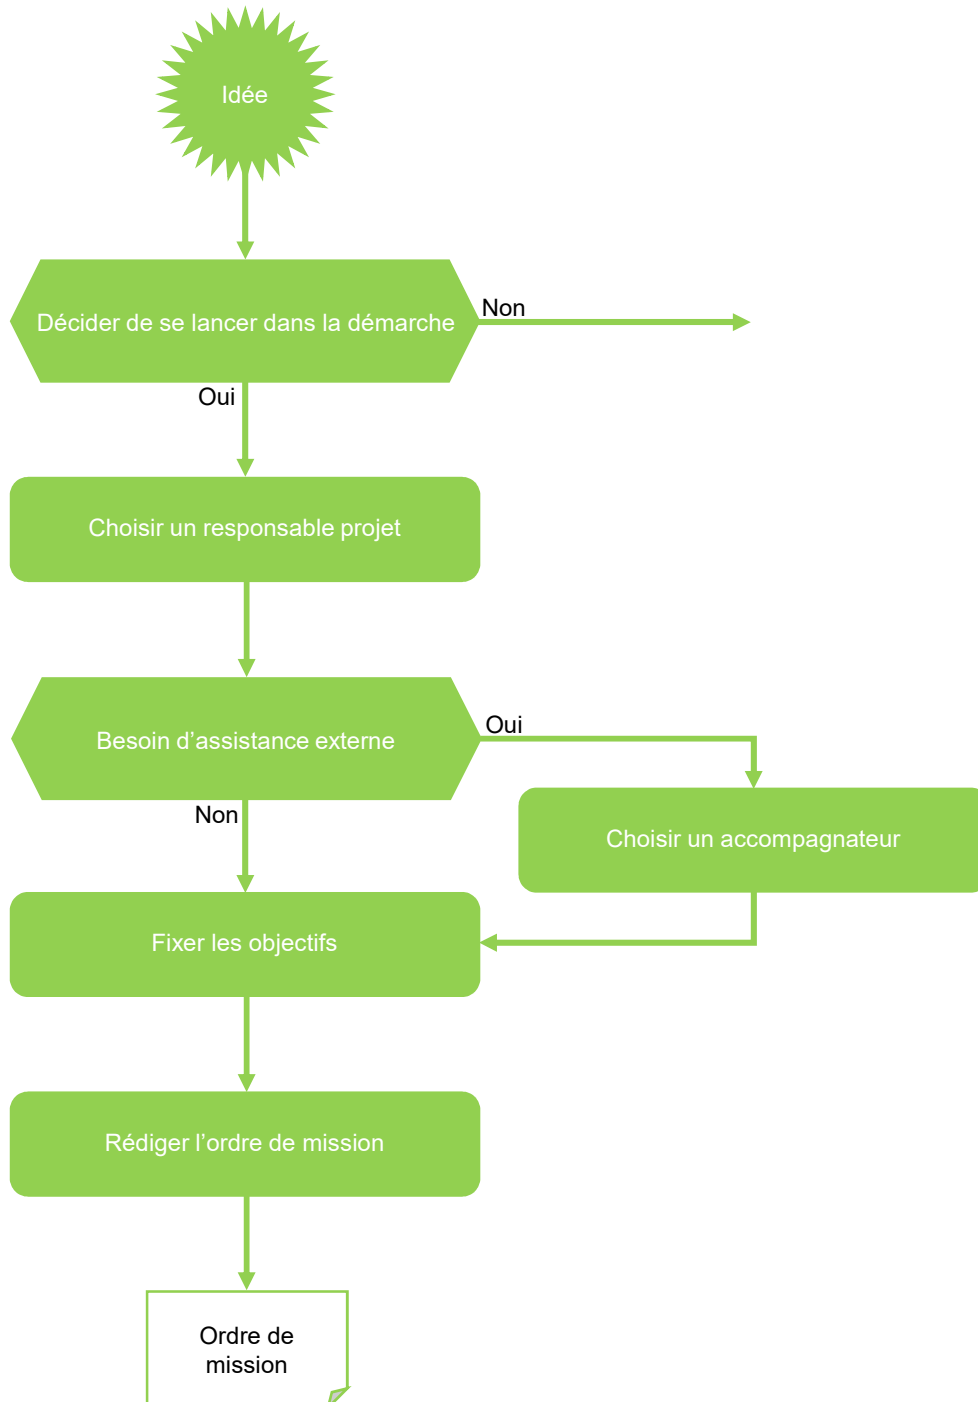 Idée
Décider de se lancer dans la démarche
Non
Oui
Choisir un responsable projet
Besoin d’assistance externe
Oui
Non
Choisir un accompagnateur
Fixer les objectifs
Rédiger l’ordre de mission
Ordre de
mission